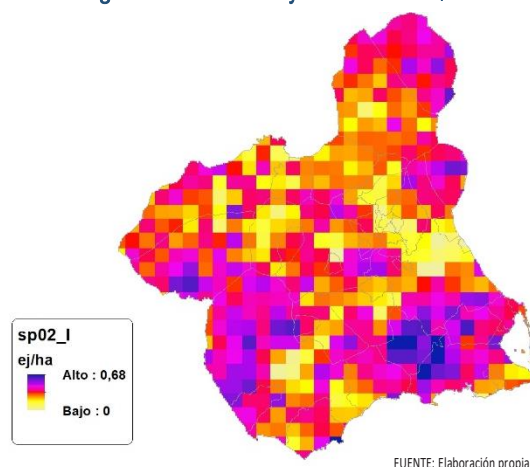 sp02_I
ej/ha
Alto : 0,68
Bajo : 0
FUENTE: Elaboración propia